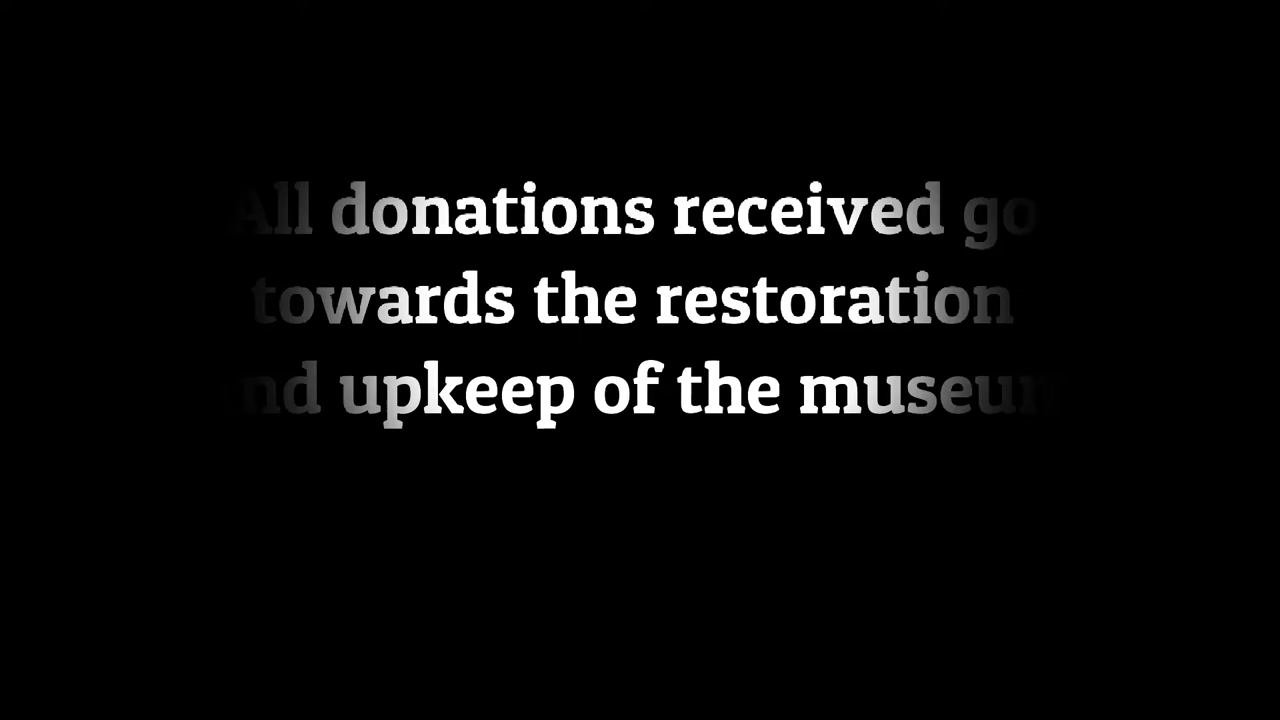 All donations received go
towards the restoration
and upkeep of the museum